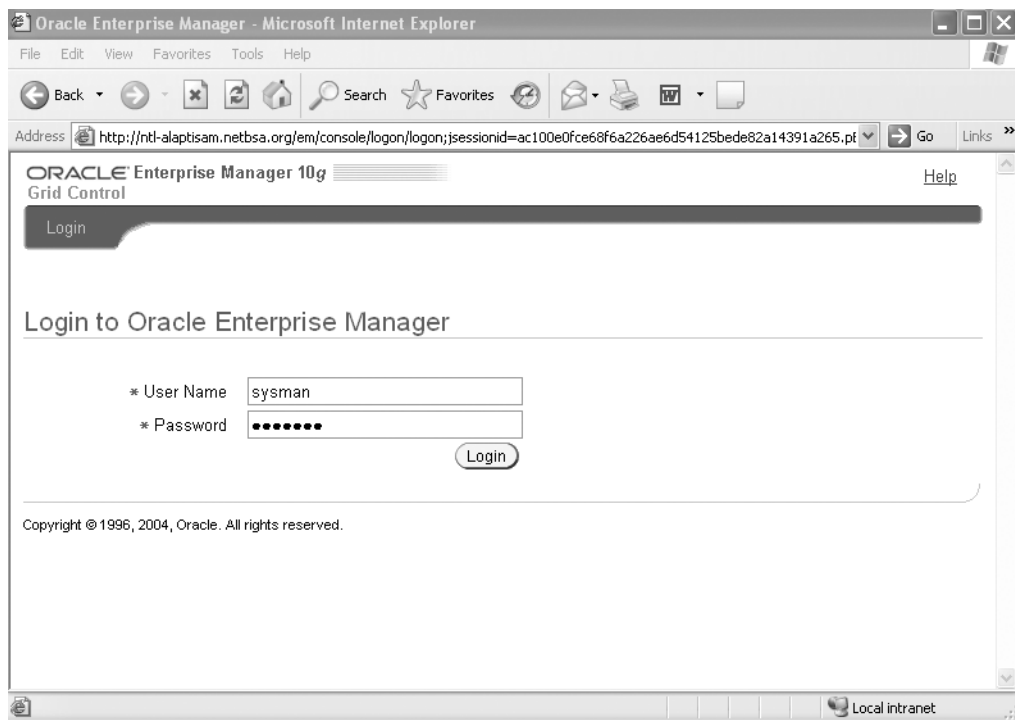 Oracle Enterprise Manager - Microsoft Internet Explorer
File Edit View Favorites Tools Help
Back Search Favorites
Address http://ntl-alaptisam.netbsa.org/em/console/logon/logon;jsessionid=ac100e0fce68f6a226ae6d54125bede82a14391a265.pf Go Links »
ORACLE Enterprise Manager 10g
Grid Control
Help
Login
Login to Oracle Enterprise Manager
* User Name sysman
* Password •••••••
Login
Copyright © 1996, 2004, Oracle. All rights reserved.
Local intranet